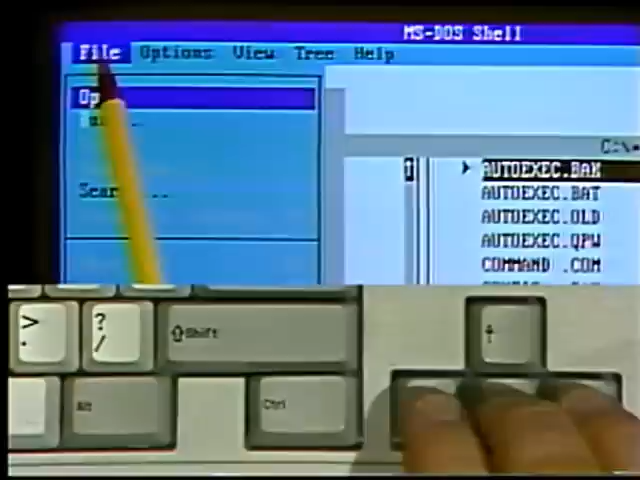 MS-DOS Shell
File Options View Tree Help
Op
C:\
AUTOEXEC.BAK
AUTOEXEC.BAT
AUTOEXEC.OLD
AUTOEXEC.QPW
COMMAND .COM
Sear ...
> ? Shift
. /
Alt Ctrl